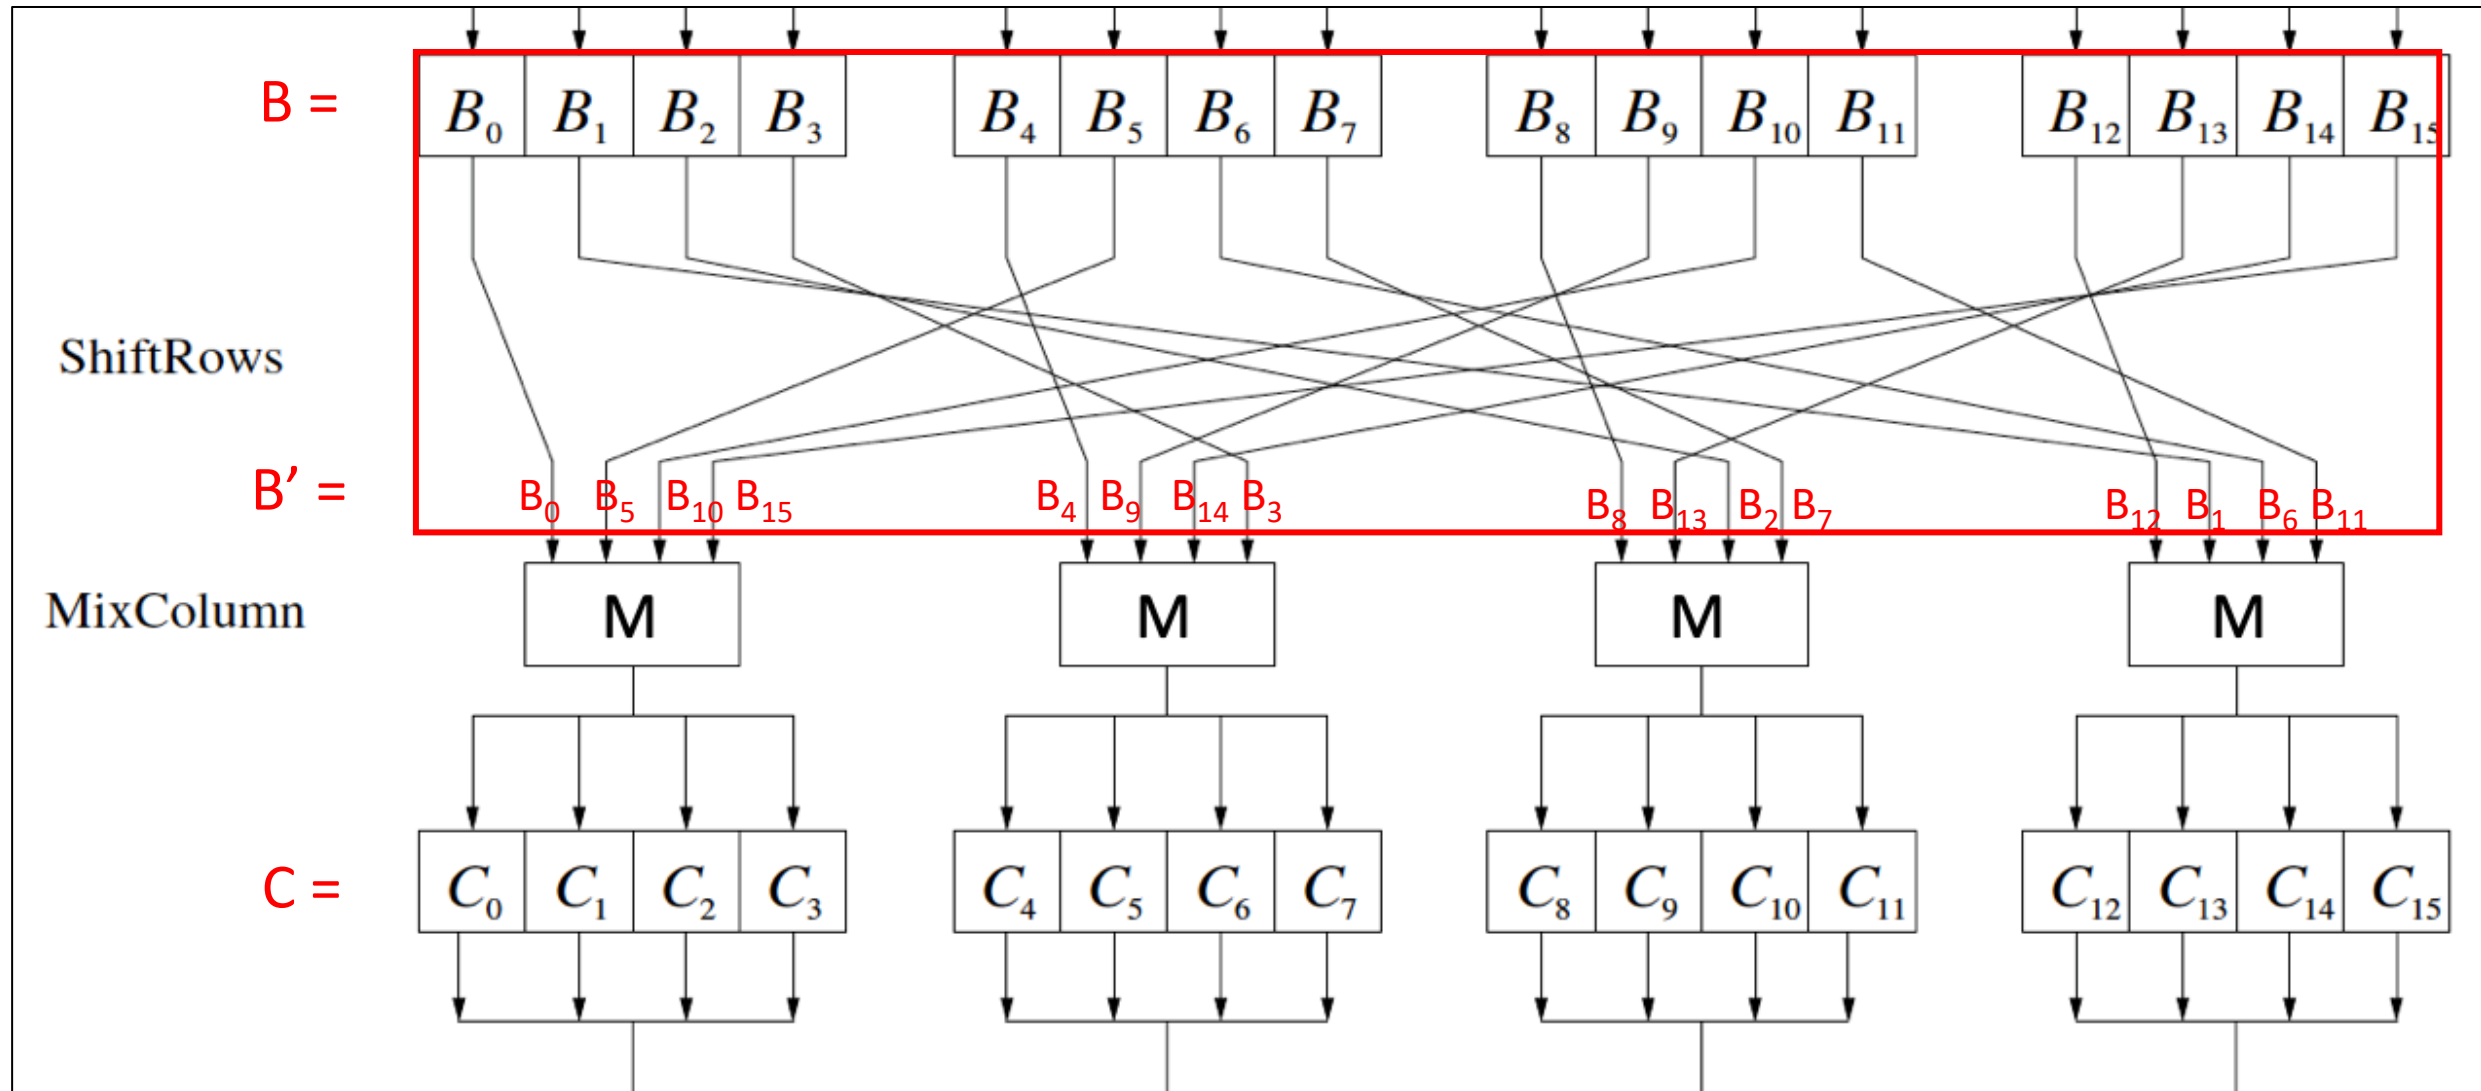 B = B₀ B₁ B₂ B₃ B₄ B₅ B₆ B₇ B₈ B₉ B₁₀ B₁₁ B₁₂ B₁₃ B₁₄ B₁₅
ShiftRows
B’ = B₀ B₅ B₁₀ B₁₅ B₄ B₉ B₁₄ B₃ B₈ B₁₃ B₂ B₇ B₁₂ B₁ B₆ B₁₁
MixColumn M M M M
C = C₀ C₁ C₂ C₃ C₄ C₅ C₆ C₇ C₈ C₉ C₁₀ C₁₁ C₁₂ C₁₃ C₁₄ C₁₅